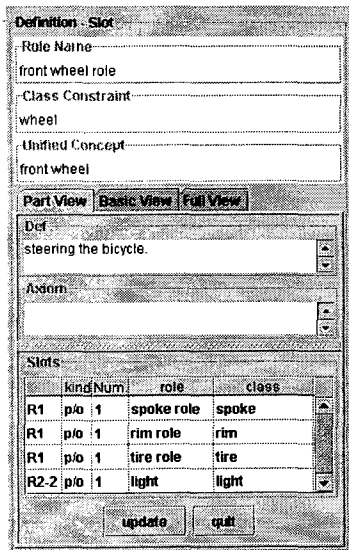 Definition - Slot
Role Name
front wheel role
Class Constraint
wheel
Unified Concept
front wheel
Part View Basic View Full View
Def
steering the bicycle.
Axiom
Slots
kind Num. role class
R1 p/o 1 spoke role spoke
R1 p/o 1 rim role rim
R1 p/o 1 tire role tire
R2-2 p/o 1 light light
update quit